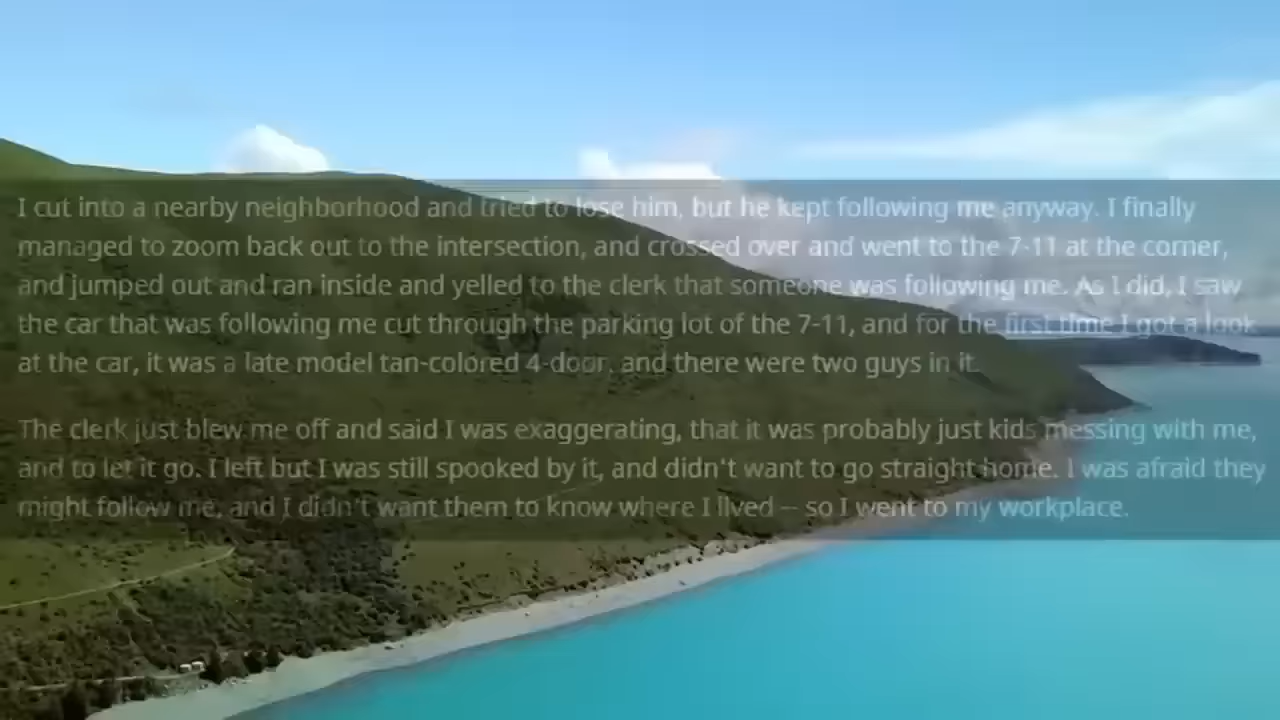 I cut into a nearby neighborhood and tried to lose him, but he kept following me anyway. I finally
managed to zoom back out to the intersection, and crossed over and went to the 7-11 at the corner,
and jumped out and ran inside and yelled to the clerk that someone was following me. As I did, I saw
the car that was following me cut through the parking lot of the 7-11, and for the first time I got a look
at the car, it was a late model tan-colored 4-door, and there were two guys in it.
The clerk just blew me off and said I was exaggerating, that it was probably just kids messing with me,
and to let it go. I left but I was still spooked by it, and didn't want to go straight home. I was afraid they
might follow me, and I didn't want them to know where I lived -- so I went to my workplace.